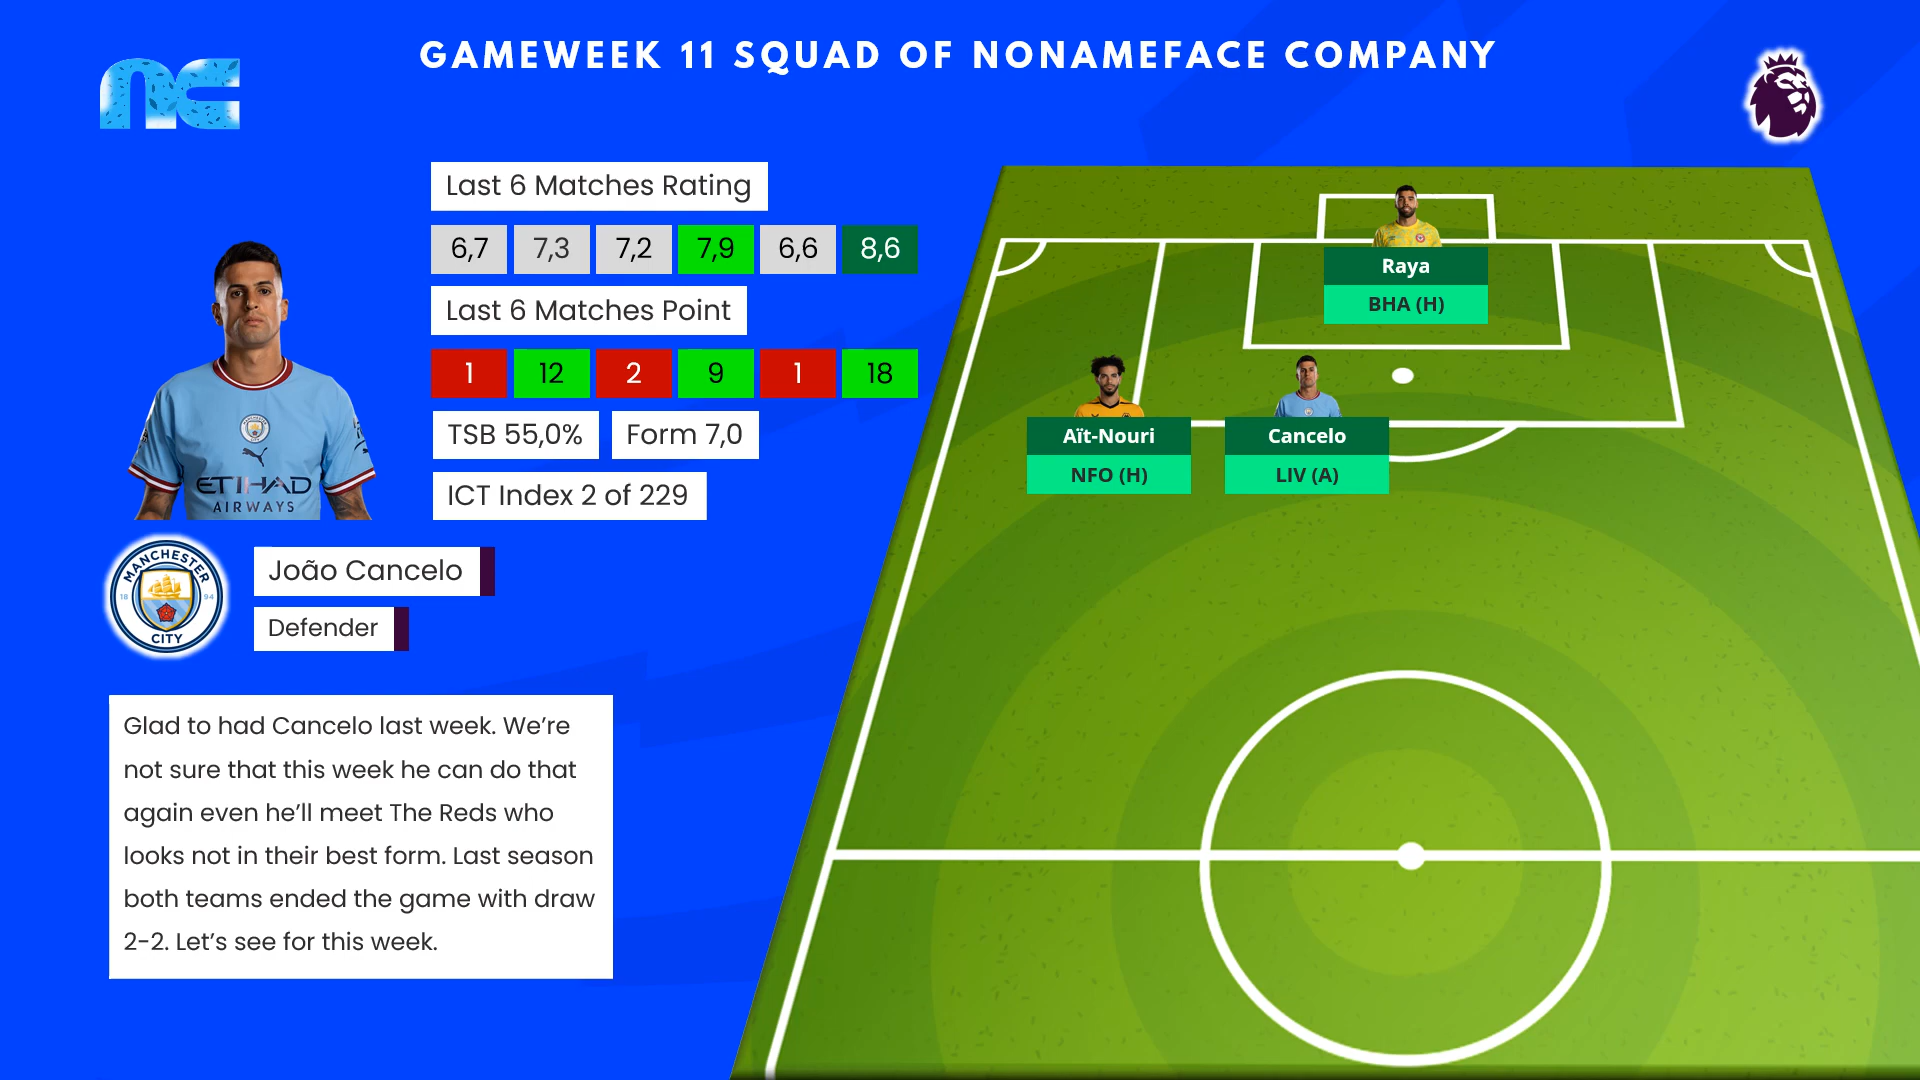 GAMEWEEK 11 SQUAD OF NONAMEFACE COMPANY
nc
Last 6 Matches Rating
6,7 7,3 7,2 7,9 6,6 8,6
Last 6 Matches Point
1 12 2 9 1 18
TSB 55,0% Form 7,0
ICT Index 2 of 229
ETIHAD
AIRWAYS
MANCHESTER
18 94
CITY
João Cancelo
Defender
Glad to had Cancelo last week. We're
not sure that this week he can do that
again even he'll meet The Reds who
looks not in their best form. Last season
both teams ended the game with draw
2-2. Let's see for this week.
Raya
BHA (H)
Aït-Nouri
NFO (H)
Cancelo
LIV (A)